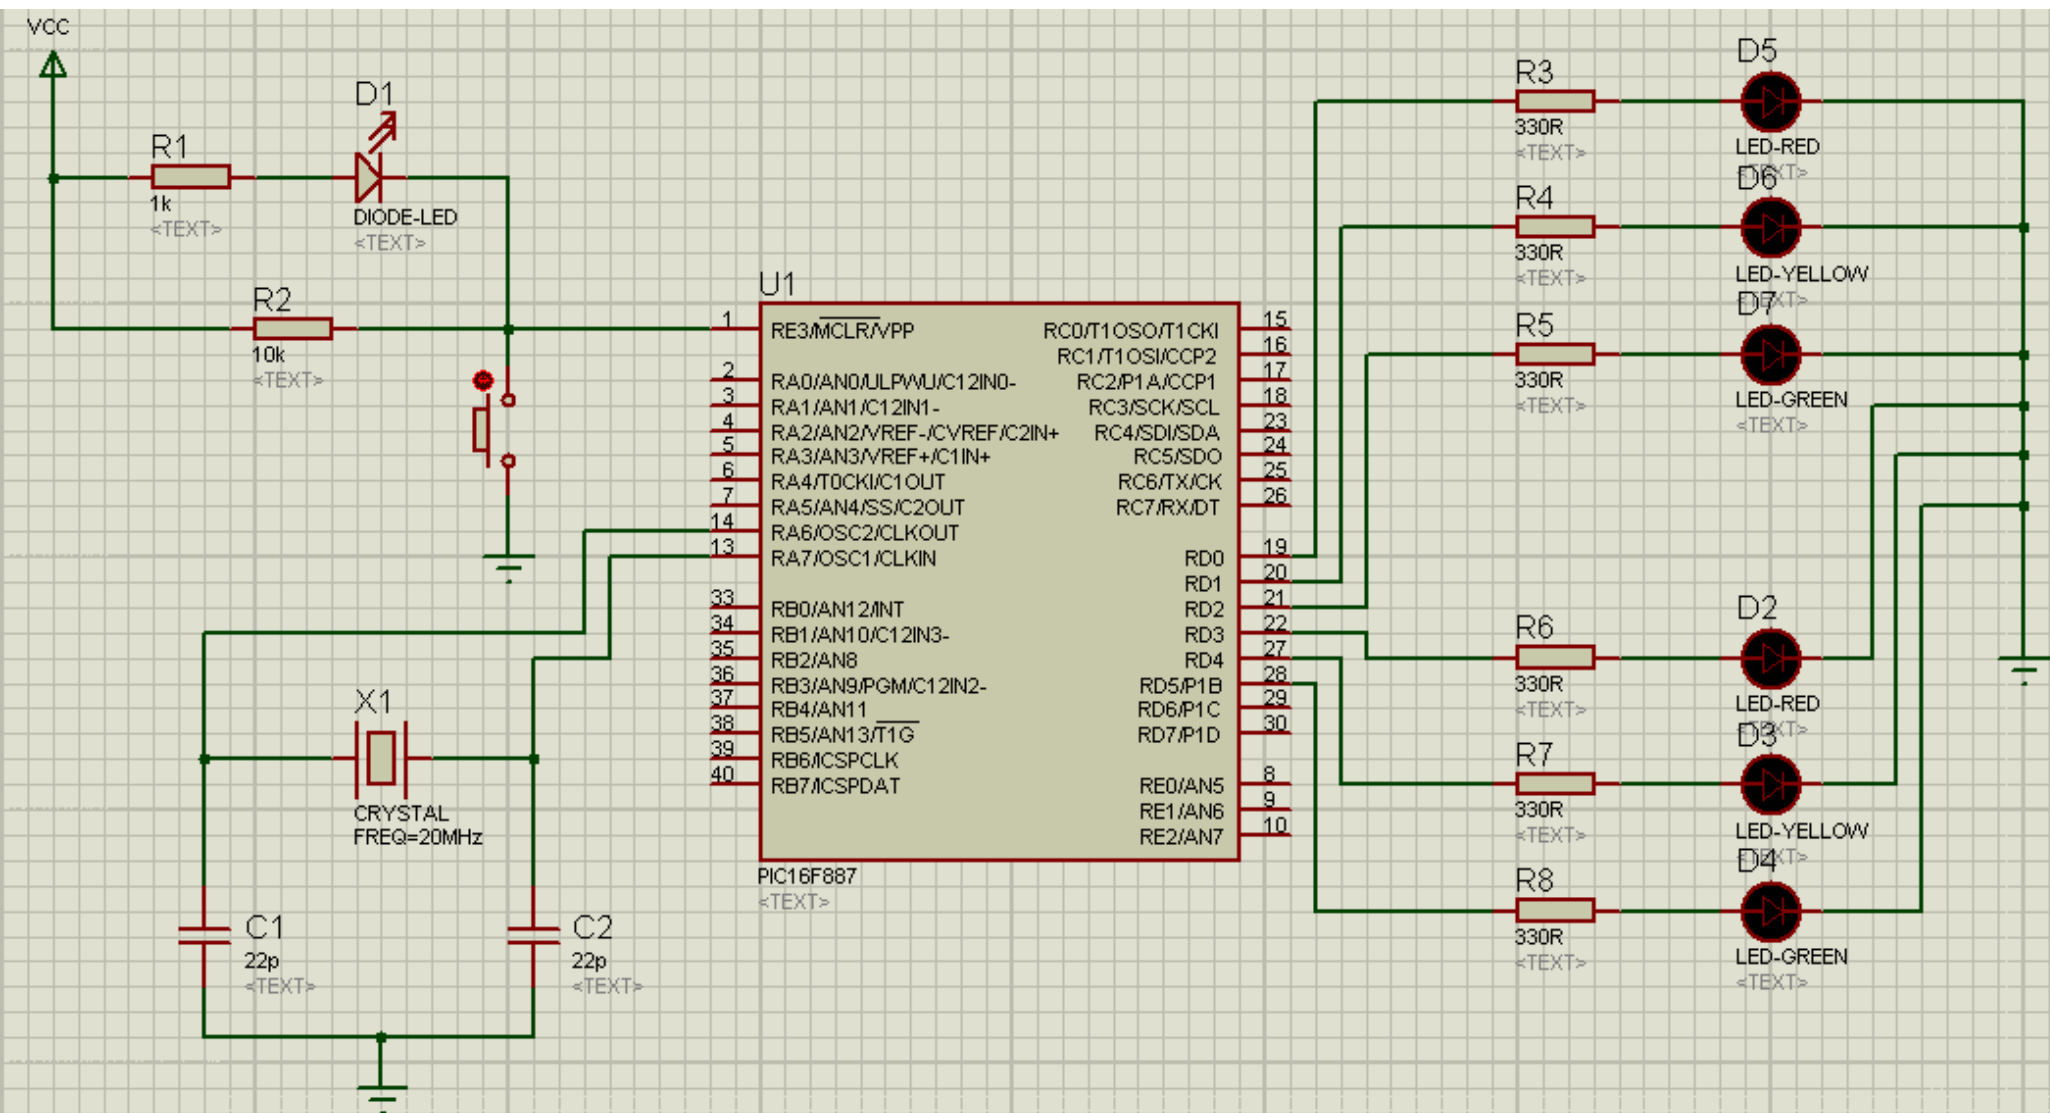 VCC
R1
1k
<TEXT>
D1
DIODE-LED
<TEXT>
R2
10k
<TEXT>
X1
CRYSTAL
FREQ=20MHz
C1
22p
<TEXT>
C2
22p
<TEXT>
U1
1 RE3/MCLR/VPP
2 RA0/AN0/ULPWU/C12IN0-
3 RA1/AN1/C12IN1-
4 RA2/AN2/VREF-/CVREF/C2IN+
5 RA3/AN3/VREF+/C1IN+
6 RA4/T0CKI/C1OUT
7 RA5/AN4/SS/C2OUT
14 RA6/OSC2/CLKOUT
13 RA7/OSC1/CLKIN
33 RB0/AN12/INT
34 RB1/AN10/C12IN3-
35 RB2/AN8
36 RB3/AN9/PGM/C12IN2-
37 RB4/AN11
38 RB5/AN13/T1G
39 RB6/ICSPCLK
40 RB7/ICSPDAT
RC0/T1OSO/T1CKI 15
RC1/T1OSI/CCP2 16
RC2/P1A/CCP1 17
RC3/SCK/SCL 18
RC4/SDI/SDA 23
RC5/SDO 24
RC6/TX/CK 25
RC7/RX/DT 26
RD0 19
RD1 20
RD2 21
RD3 22
RD4 27
RD5/P1B 28
RD6/P1C 29
RD7/P1D 30
RE0/AN5 8
RE1/AN6 9
RE2/AN7 10
PIC16F887
<TEXT>
R3
330R
<TEXT>
D5
LED-RED
<TEXT>
R4
330R
<TEXT>
D6
LED-YELLOW
<TEXT>
R5
330R
<TEXT>
D7
LED-GREEN
<TEXT>
R6
330R
<TEXT>
D2
LED-RED
<TEXT>
R7
330R
<TEXT>
D3
LED-YELLOW
<TEXT>
R8
330R
<TEXT>
D4
LED-GREEN
<TEXT>